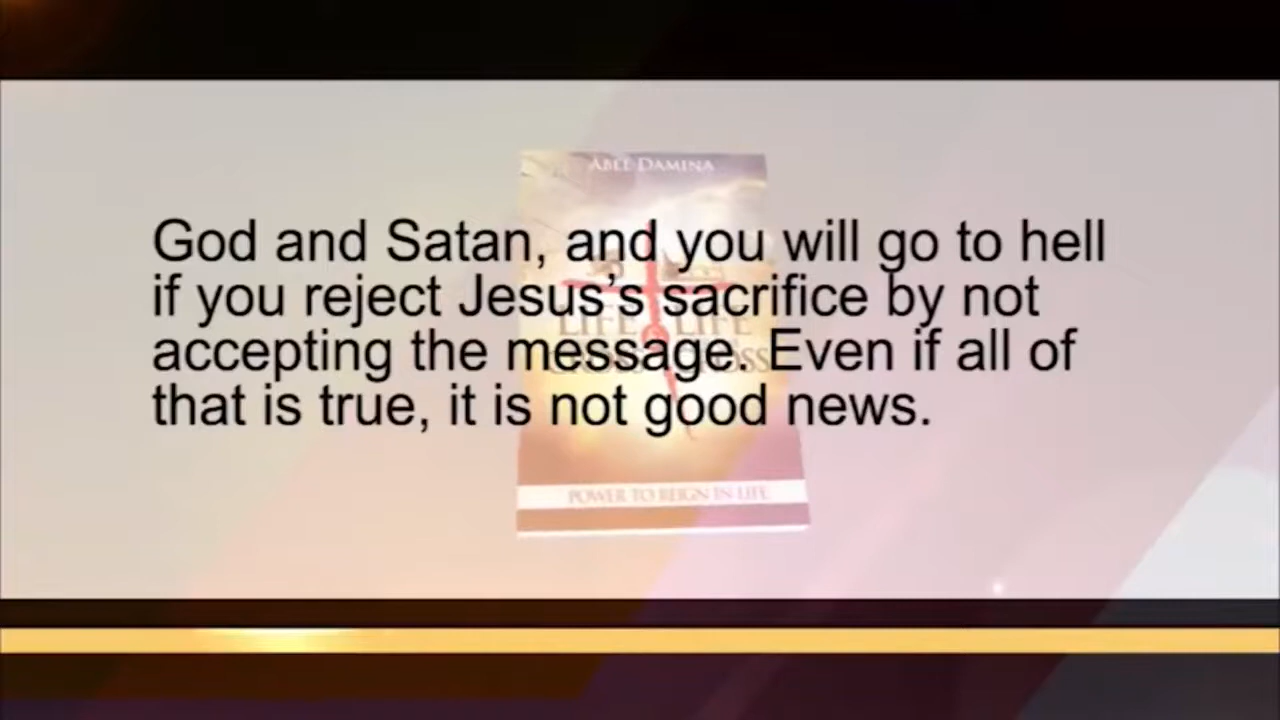 ABEL DAMINA
God and Satan, and you will go to hell
if you reject Jesus’s sacrifice by not
accepting the message. Even if all of
that is true, it is not good news.
LIFE LIFE
POWER TO REIGN IN LIFE